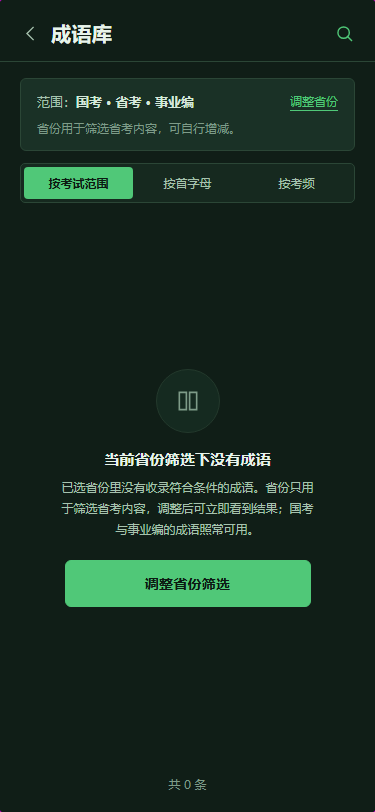 成语库
范围：国考 • 省考 • 事业编
调整省份
省份用于筛选省考内容，可自行增减。
按考试范围
按首字母
按考频
当前省份筛选下没有成语
已选省份里没有收录符合条件的成语。省份只用
于筛选省考内容，调整后可立即看到结果；国考
与事业编的成语照常可用。
调整省份筛选
共 0 条